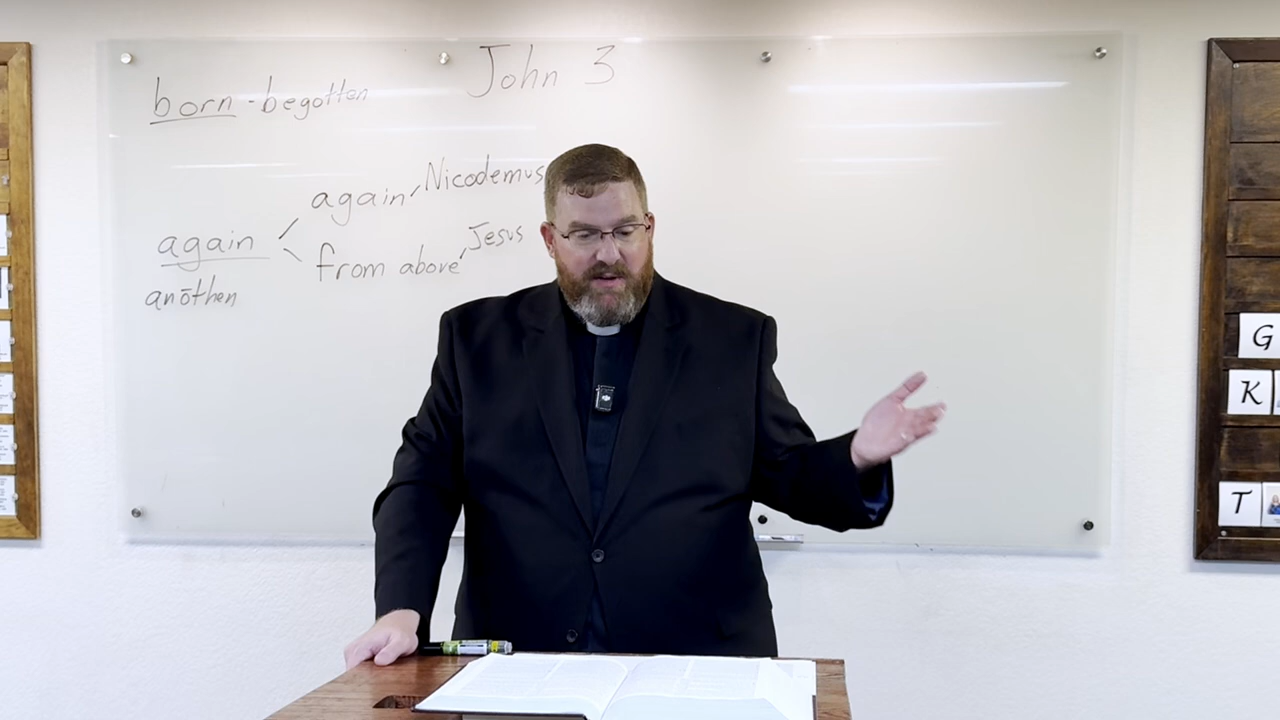 John 3
born - begotten
again Nicodemus
again
from above Jesus
anōthen
G
K
T